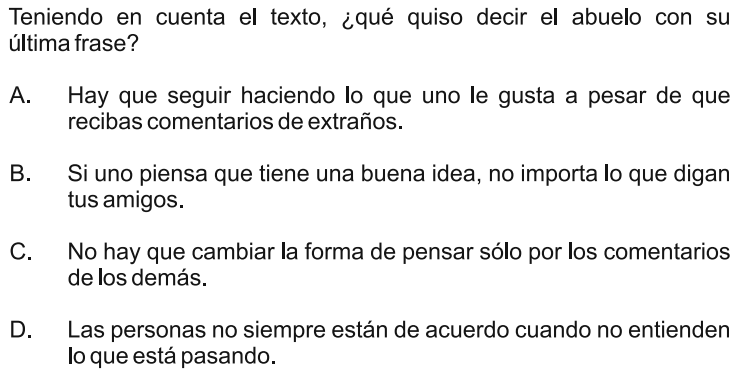 Teniendo en cuenta el texto, ¿qué quiso decir el abuelo con su
última frase?
A. Hay que seguir haciendo lo que uno le gusta a pesar de que
recibas comentarios de extraños.
B. Si uno piensa que tiene una buena idea, no importa lo que digan
tus amigos.
C. No hay que cambiar la forma de pensar sólo por los comentarios
de los demás.
D. Las personas no siempre están de acuerdo cuando no entienden
lo que está pasando.